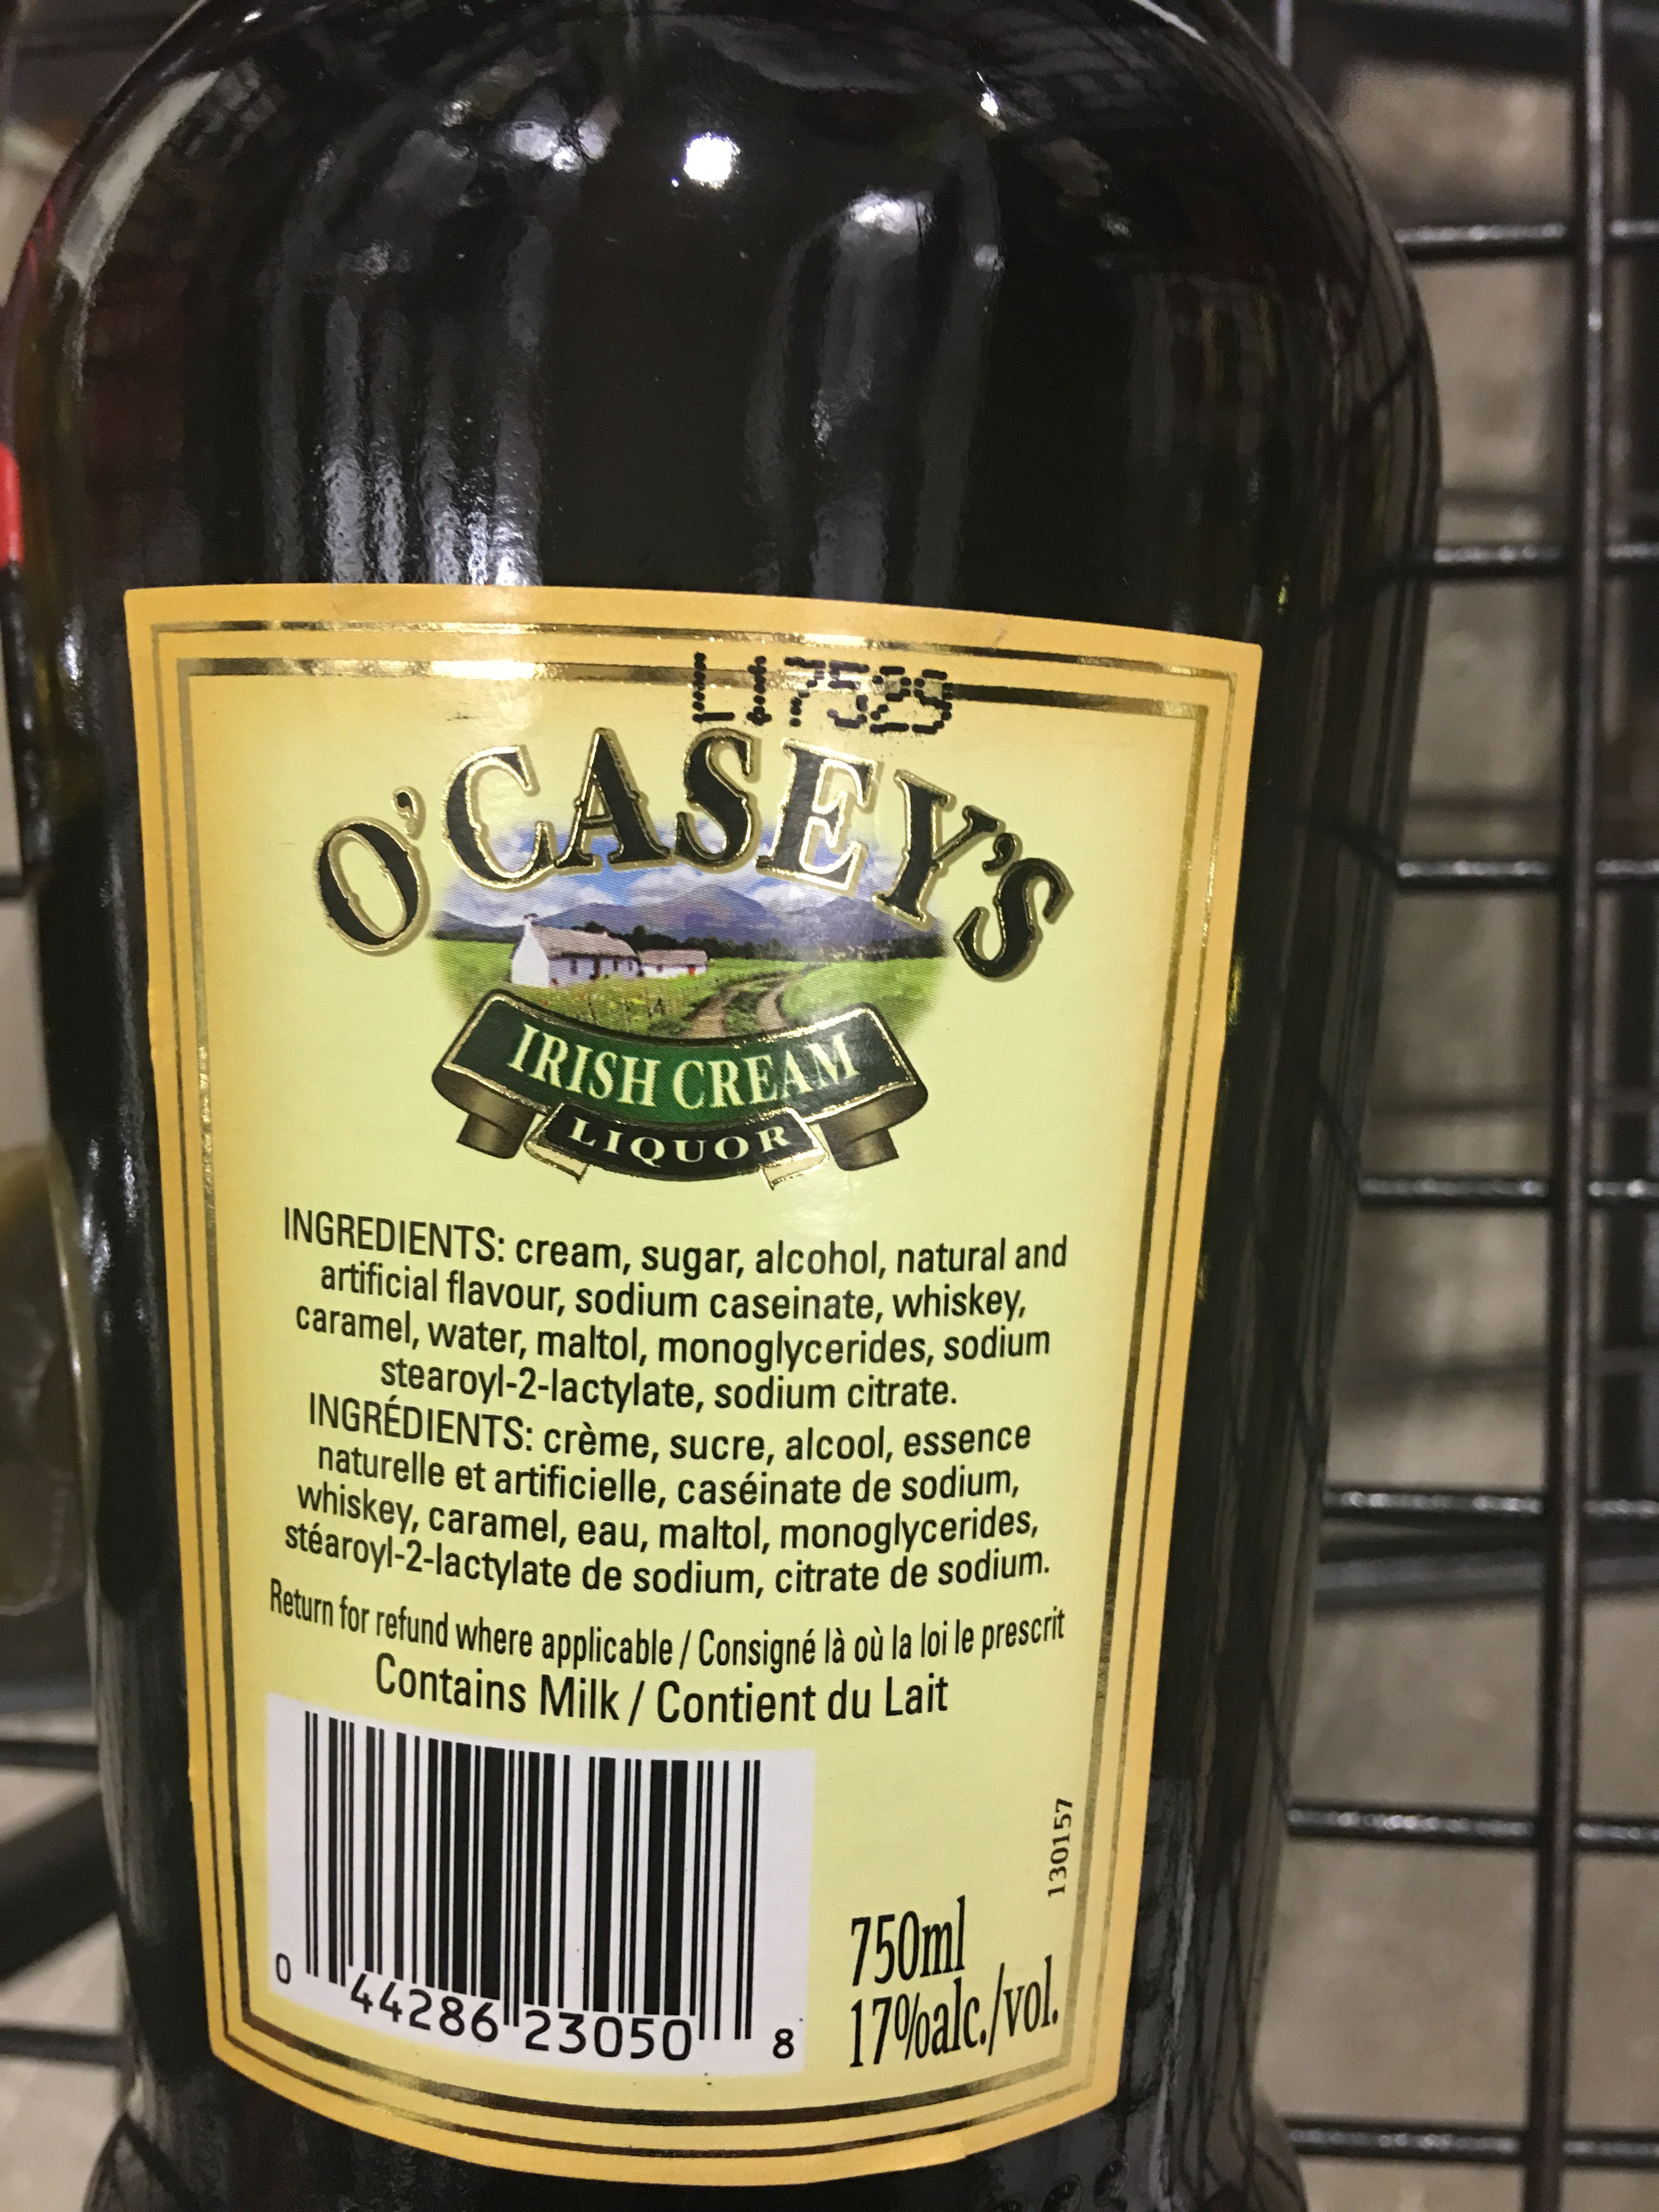 L17529
O'CASEY'S
IRISH CREAM
LIQUOR
INGREDIENTS: cream, sugar, alcohol, natural and
artificial flavour, sodium caseinate, whiskey,
caramel, water, maltol, monoglycerides, sodium
stearoyl-2-lactylate, sodium citrate.
INGRÉDIENTS: crème, sucre, alcool, essence
naturelle et artificielle, caséinate de sodium,
whiskey, caramel, eau, maltol, monoglycerides,
stéaroyl-2-lactylate de sodium, citrate de sodium.
Return for refund where applicable / Consigné là où la loi le prescrit
Contains Milk / Contient du Lait
130157
750ml
17%alc./vol.
0 44286 23050 8